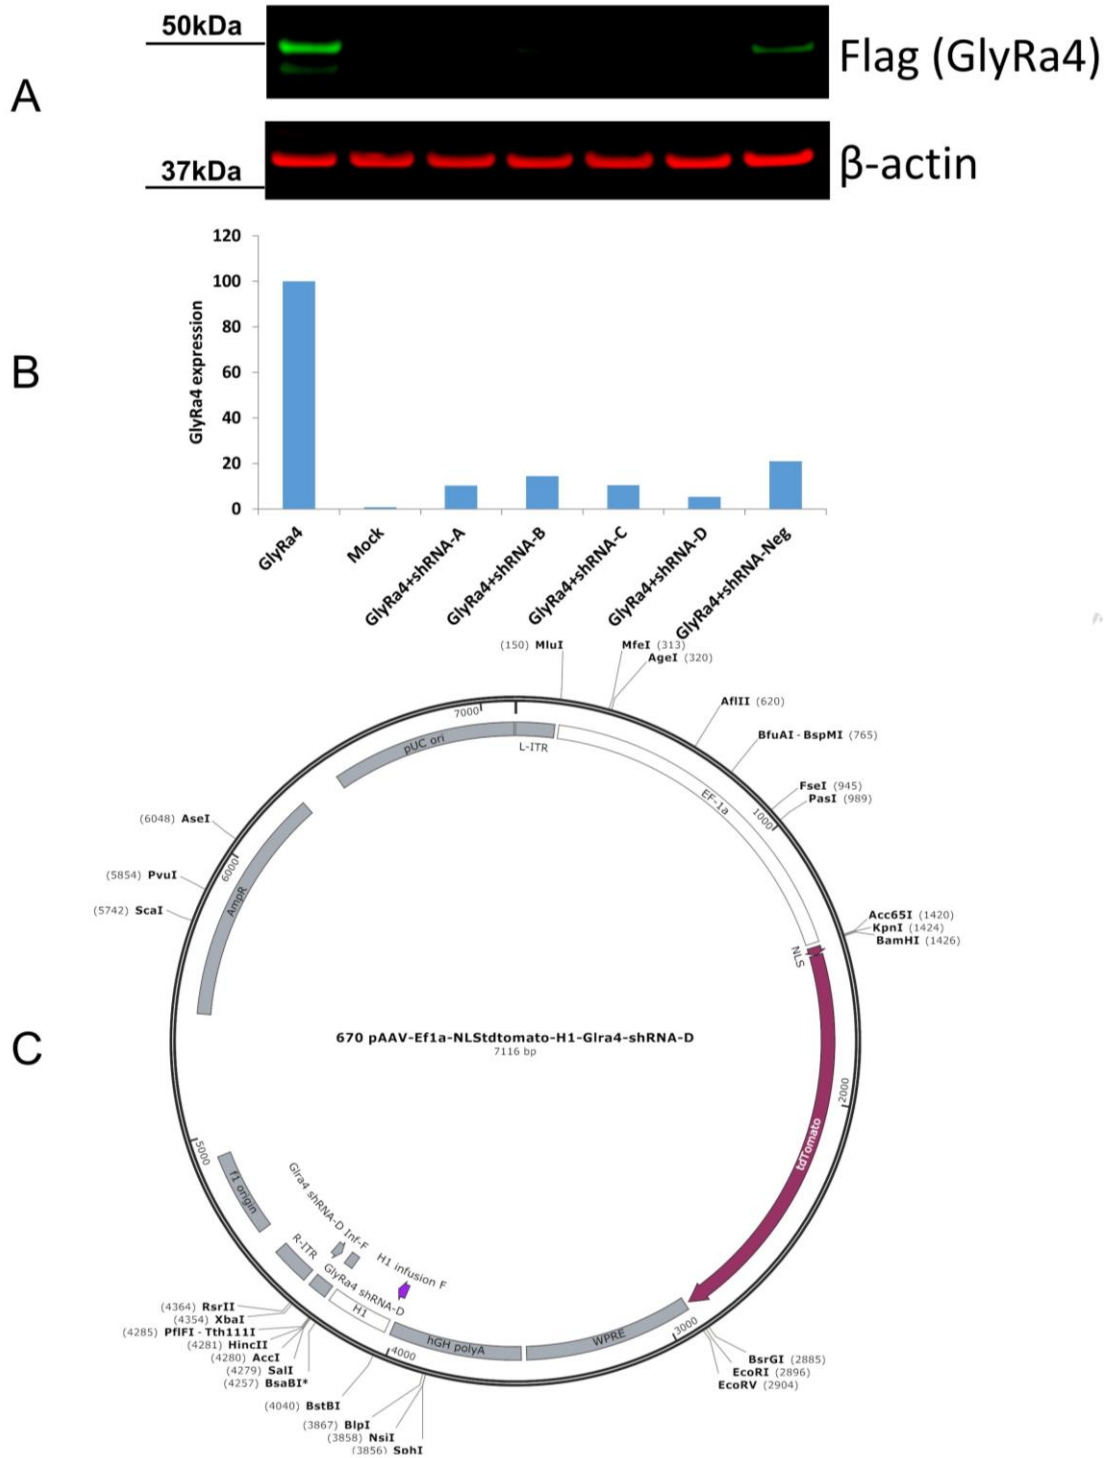 A
50kDa
Flag (GlyRa4)
37kDa
β-actin
B
GlyRa4 expression
120
100
80
60
40
20
0
GlyRa4
Mock
GlyRa4+shRNA-A
GlyRa4+shRNA-B
GlyRa4+shRNA-C
GlyRa4+shRNA-D
GlyRa4+shRNA-Neg
C
(150) MluI
MfeI (313)
AgeI (320)
AflII (620)
BfuAI - BspMI (765)
FseI (945)
PasI (989)
Acc65I (1420)
KpnI (1424)
BamHI (1426)
BsrGI (2885)
EcoRI (2896)
EcoRV (2904)
(3856) SphI
(3858) NsiI
(3867) BlpI
(4040) BstBI
(4257) BsaBI*
(4279) SalI
(4280) AccI
(4281) HincII
(4285) PflFI - Tth111I
(4354) XbaI
(4364) RsrII
(5742) ScaI
(5854) PvuI
(6048) AseI
1000
2000
3000
4000
5000
6000
7000
pUC ori
L-ITR
EF-1a
NLS
tdTomato
WPRE
hGH polyA
H1
H1 infusion F
GlyRa4 shRNA-D
Glra4 shRNA-D Inf-F
R-ITR
f1 origin
AmpR
670 pAAV-Ef1a-NLStdtomato-H1-Glra4-shRNA-D
7116 bp